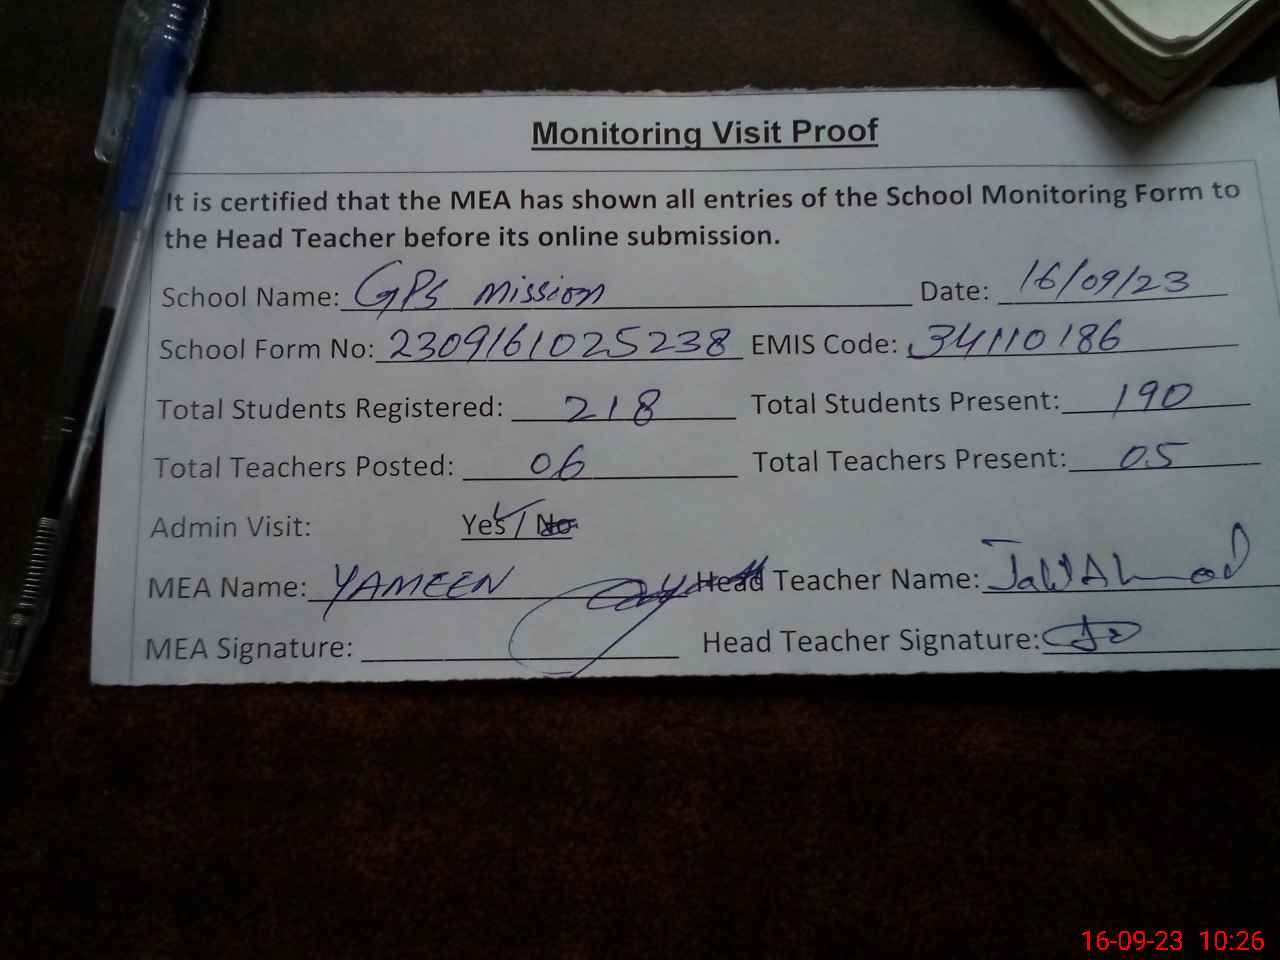 Monitoring Visit Proof
It is certified that the MEA has shown all entries of the School Monitoring Form to
the Head Teacher before its online submission.
School Name: GPS mission Date: 16/09/23
School Form No: 2309161025238 EMIS Code: 34110186
Total Students Registered: 218 Total Students Present: 190
Total Teachers Posted: 06 Total Teachers Present: 05
Admin Visit: Yes / No
MEA Name: YAMEEN Head Teacher Name:
MEA Signature: Head Teacher Signature:
16-09-23 10:26